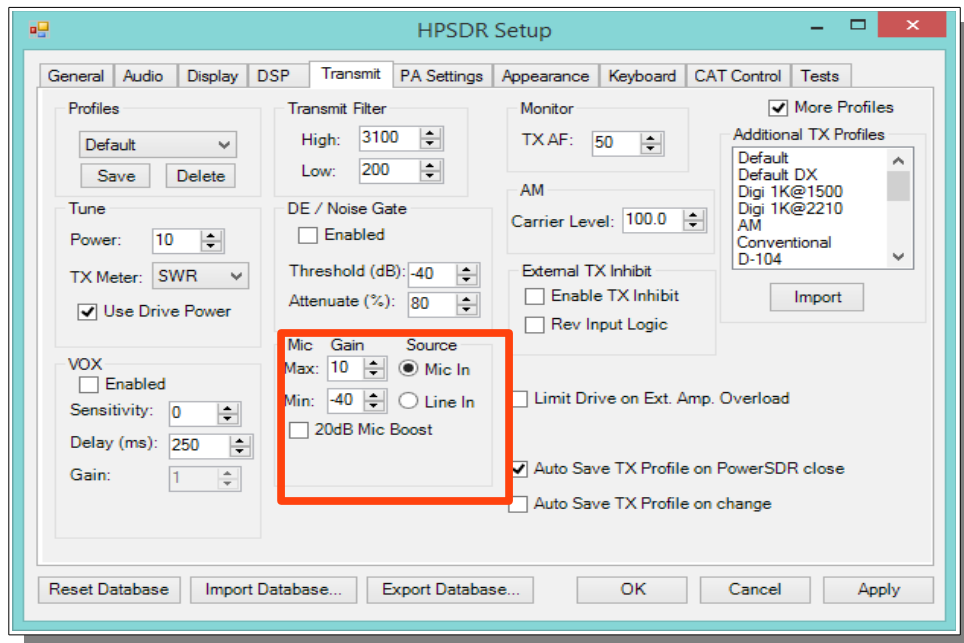 HPSDR Setup
General Audio Display DSP Transmit PA Settings Appearance Keyboard CAT Control Tests
Profiles
Default
Save Delete
Transmit Filter
High: 3100
Low: 200
Monitor
TX AF: 50
More Profiles
Additional TX Profiles
Default
Default DX
Digi 1K@1500
Digi 1K@2210
AM
Conventional
D-104
Import
Tune
Power: 10
TX Meter: SWR
Use Drive Power
DE / Noise Gate
Enabled
Threshold (dB): -40
Attenuate (%): 80
AM
Carrier Level: 100.0
External TX Inhibit
Enable TX Inhibit
Rev Input Logic
VOX
Enabled
Sensitivity: 0
Delay (ms): 250
Gain: 1
Mic Gain Source
Max: 10 Mic In
Min: -40 Line In
20dB Mic Boost
Limit Drive on Ext. Amp. Overload
Auto Save TX Profile on PowerSDR close
Auto Save TX Profile on change
Reset Database Import Database... Export Database... OK Cancel Apply